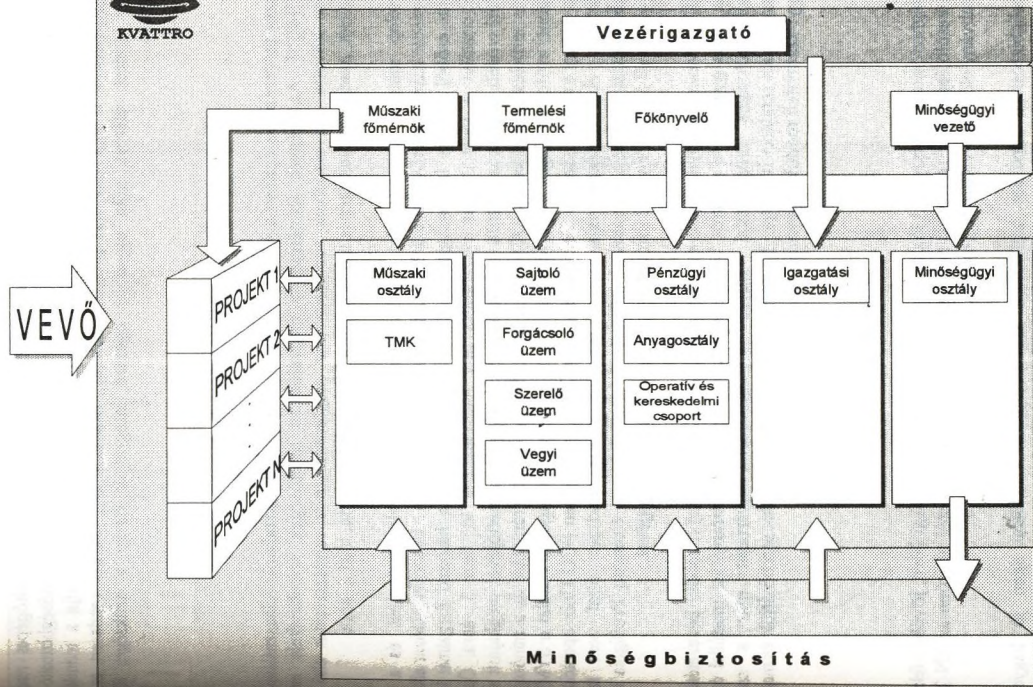 KVATTRO
Vezérigazgató
Műszaki
főmérnök
Termelési
főmérnök
Főkönyvelő
Minőségügyi
vezető
VEVŐ
PROJEKT 1
PROJEKT 2
.
.
.
PROJEKT N
Műszaki
osztály
TMK
Sajtoló
üzem
Forgácsoló
üzem
Szerelő
üzem
Vegyi
üzem
Pénzügyi
osztály
Anyagosztály
Operatív és
kereskedelmi
csoport
Igazgatási
osztály
Minőségügyi
osztály
Minőségbiztosítás